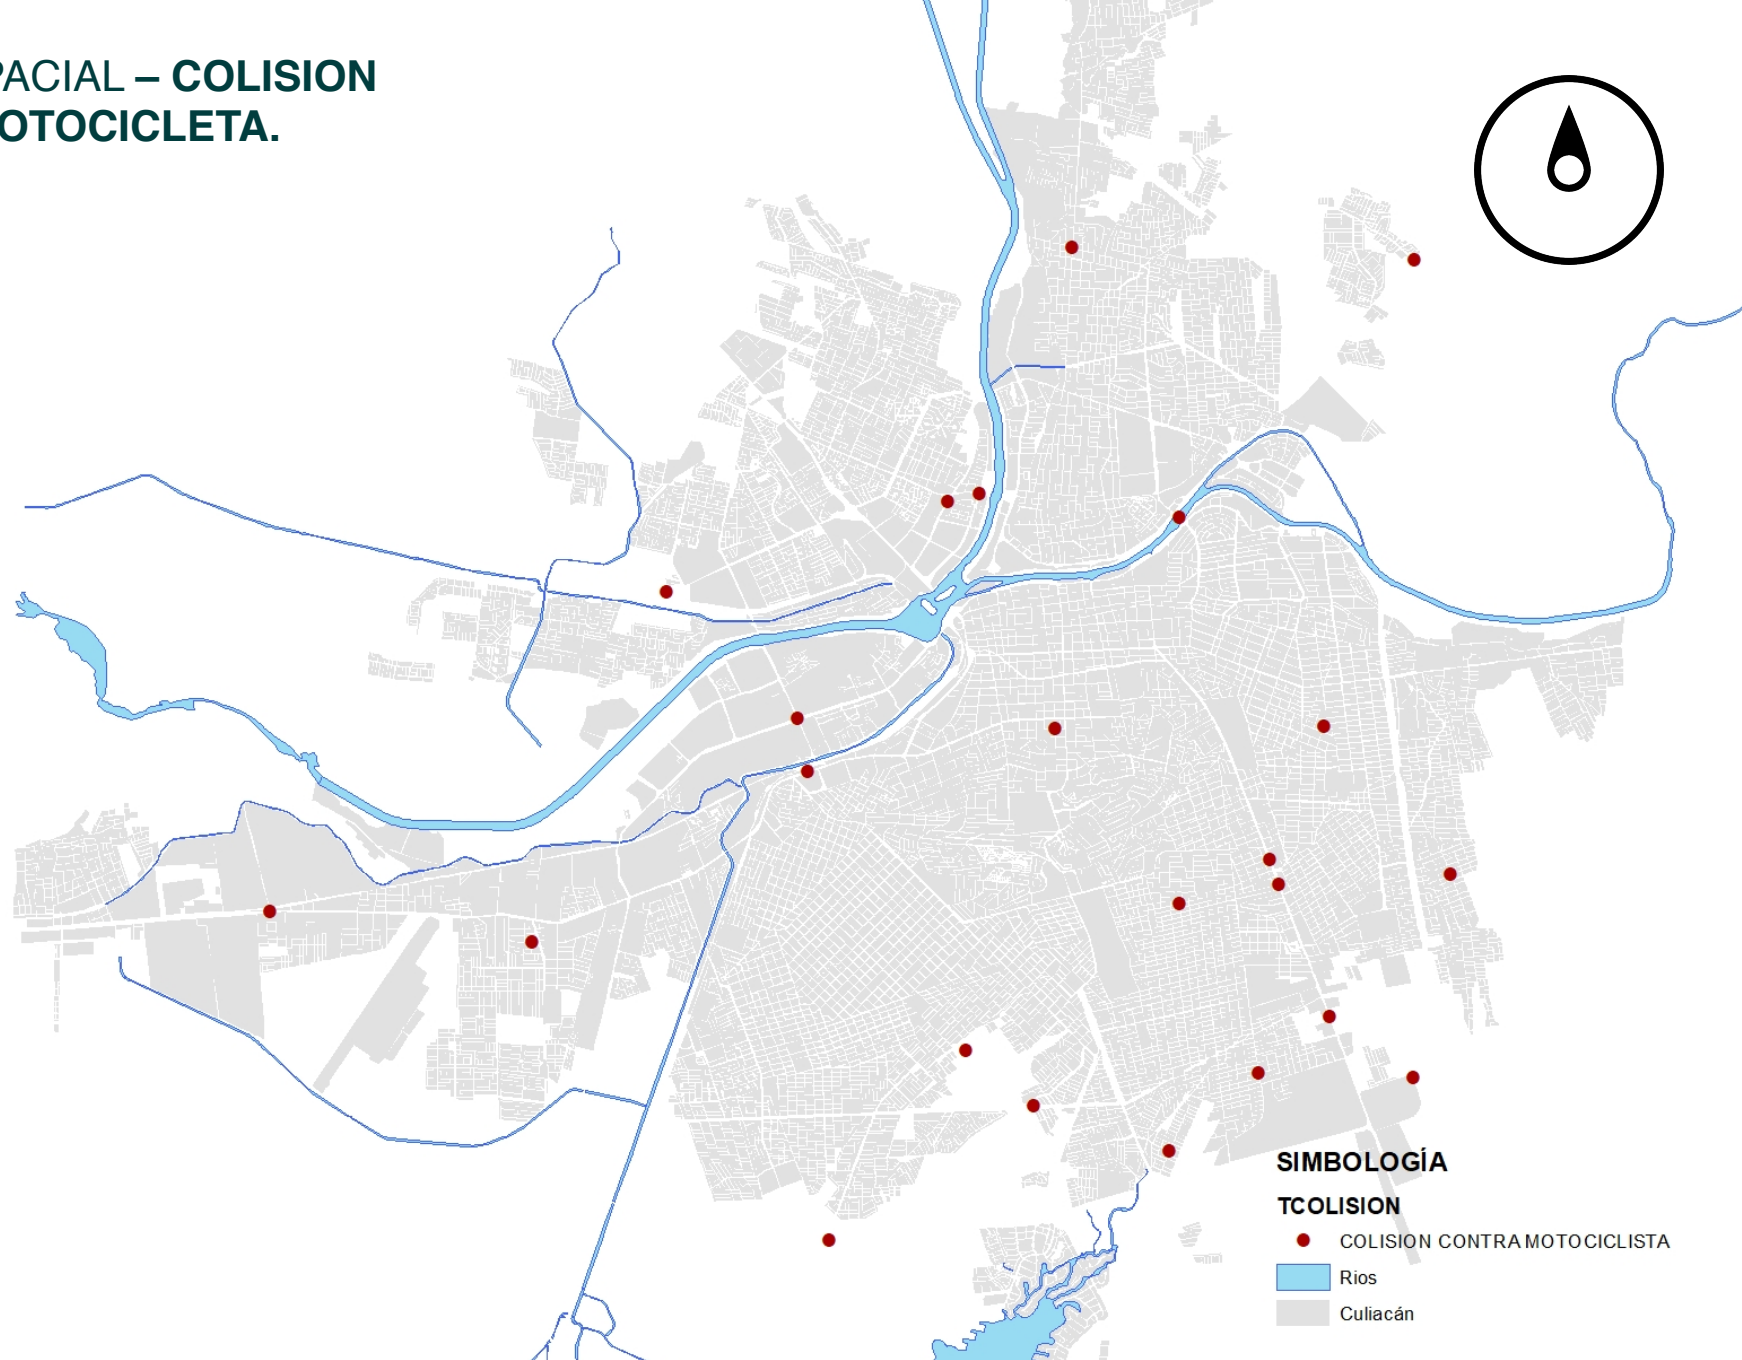 PACIAL – COLISION
OTOCICLETA.
SIMBOLOGÍA
TCOLISION
COLISION CONTRA MOTOCICLISTA
Rios
Culiacán